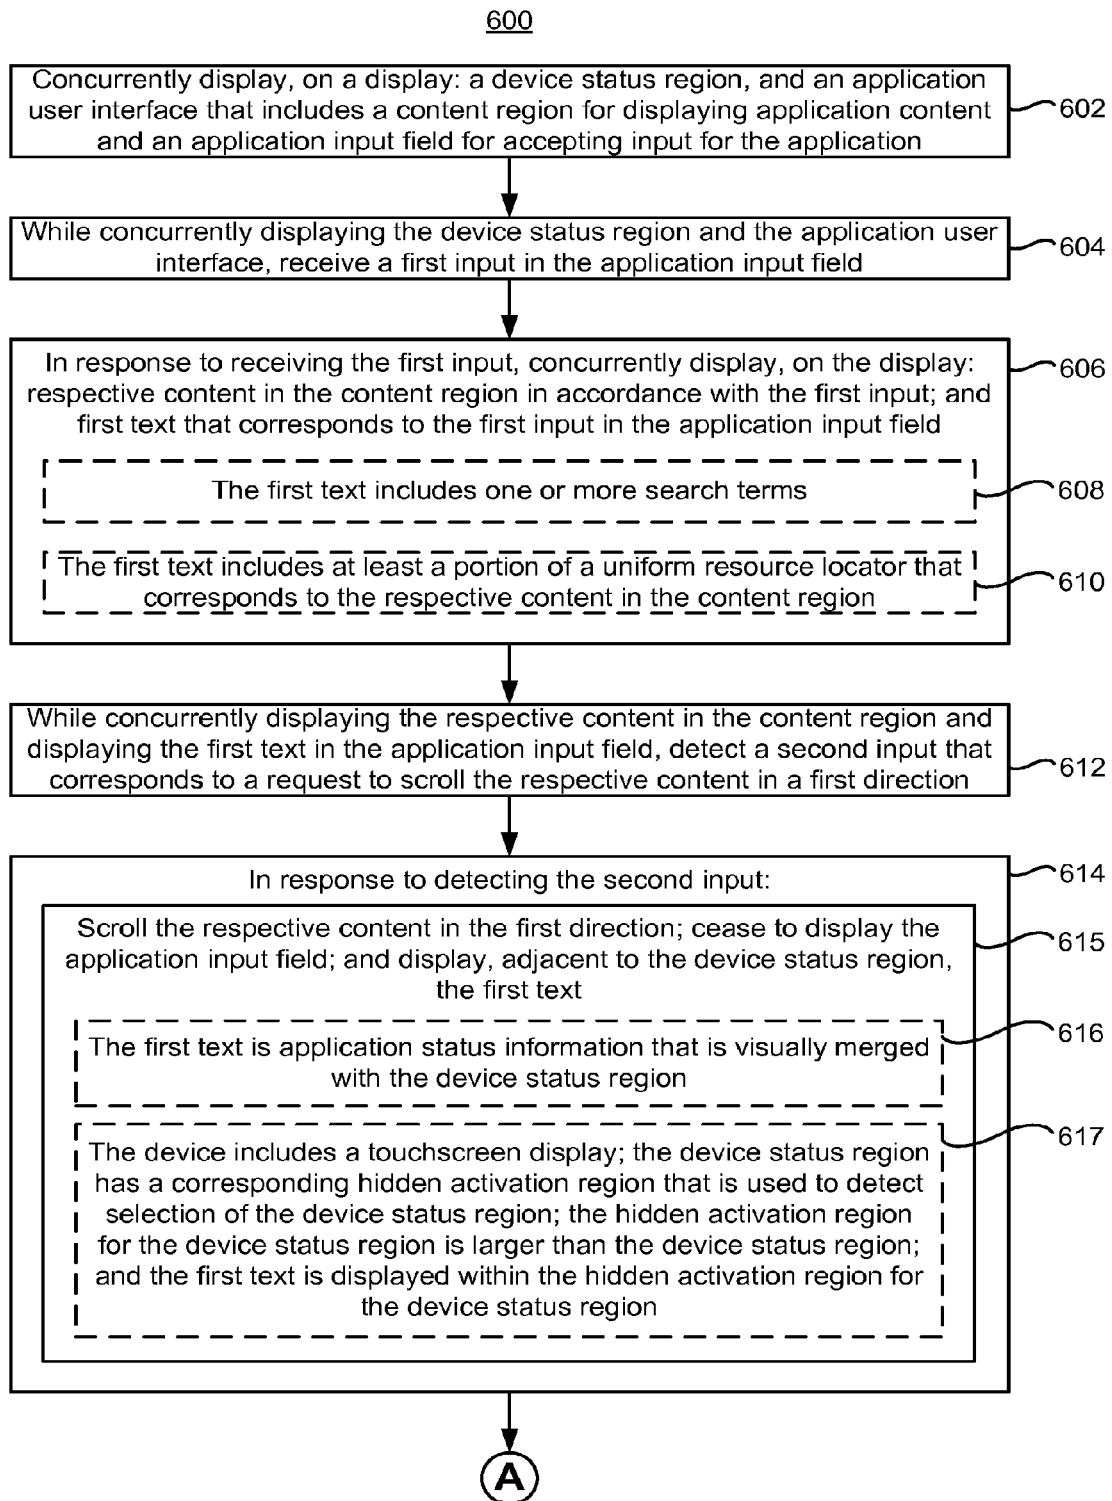 600
Concurrently display, on a display: a device status region, and an application
user interface that includes a content region for displaying application content
and an application input field for accepting input for the application
602
While concurrently displaying the device status region and the application user
interface, receive a first input in the application input field
604
In response to receiving the first input, concurrently display, on the display:
respective content in the content region in accordance with the first input; and
first text that corresponds to the first input in the application input field
606
The first text includes one or more search terms
608
The first text includes at least a portion of a uniform resource locator that
corresponds to the respective content in the content region
610
While concurrently displaying the respective content in the content region and
displaying the first text in the application input field, detect a second input that
corresponds to a request to scroll the respective content in a first direction
612
In response to detecting the second input:
614
Scroll the respective content in the first direction; cease to display the
application input field; and display, adjacent to the device status region,
the first text
615
The first text is application status information that is visually merged
with the device status region
616
The device includes a touchscreen display; the device status region
has a corresponding hidden activation region that is used to detect
selection of the device status region; the hidden activation region
for the device status region is larger than the device status region;
and the first text is displayed within the hidden activation region for
the device status region
617
A